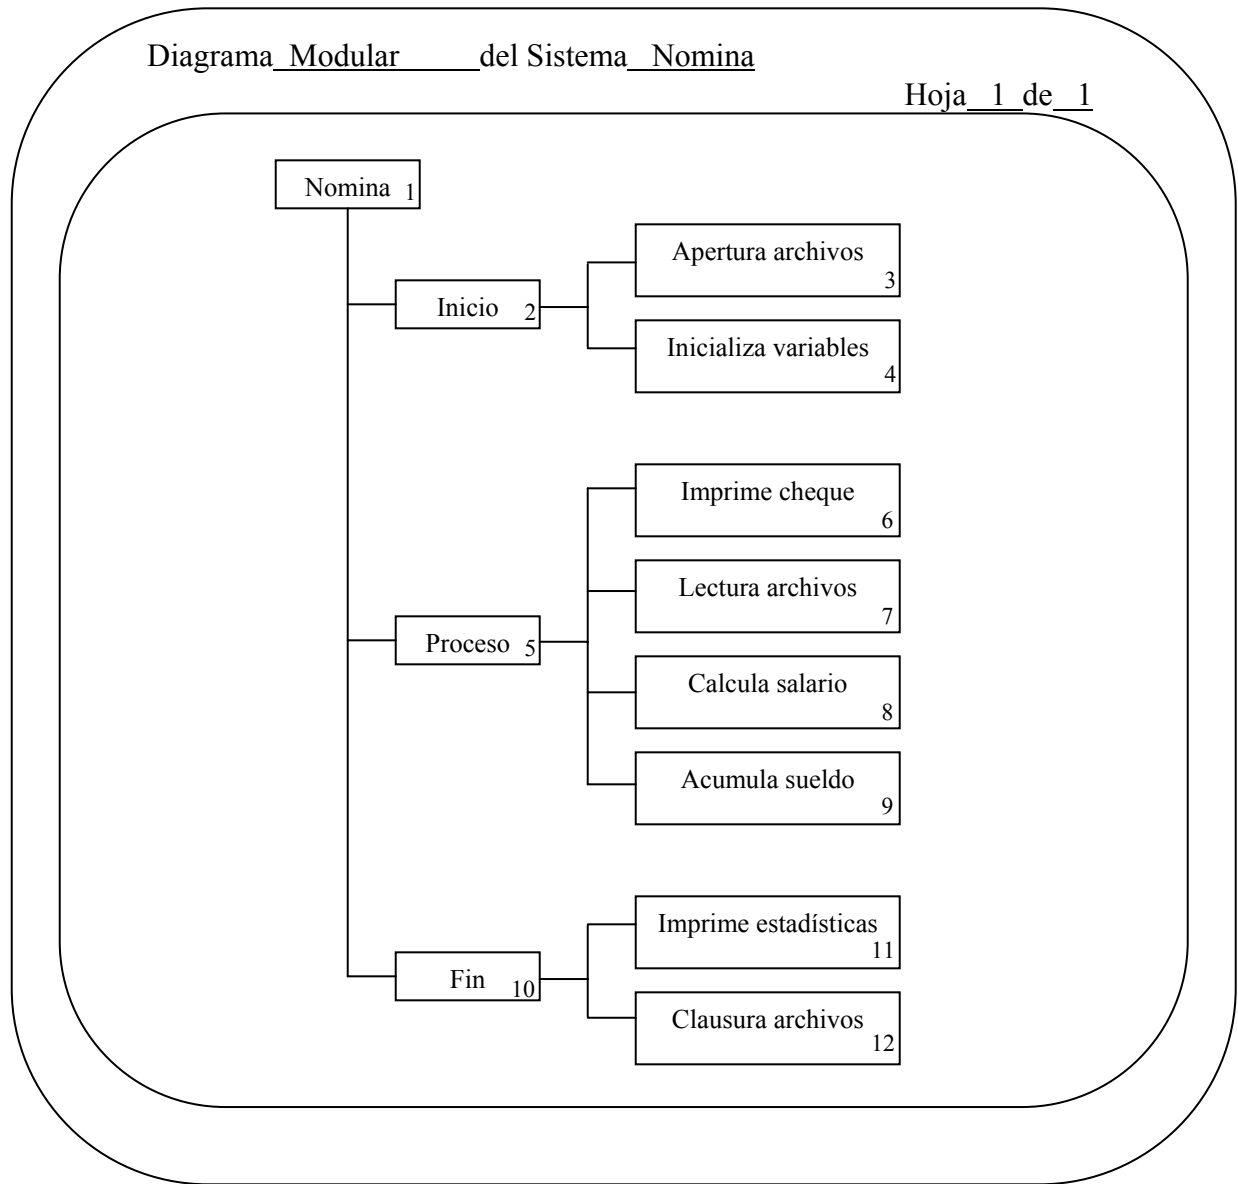 Diagrama Modular del Sistema Nomina
Hoja 1 de 1
Nomina 1
Inicio 2
Apertura archivos
3
Inicializa variables
4
Proceso 5
Imprime cheque
6
Lectura archivos
7
Calcula salario
8
Acumula sueldo
9
Fin 10
Imprime estadísticas
11
Clausura archivos
12